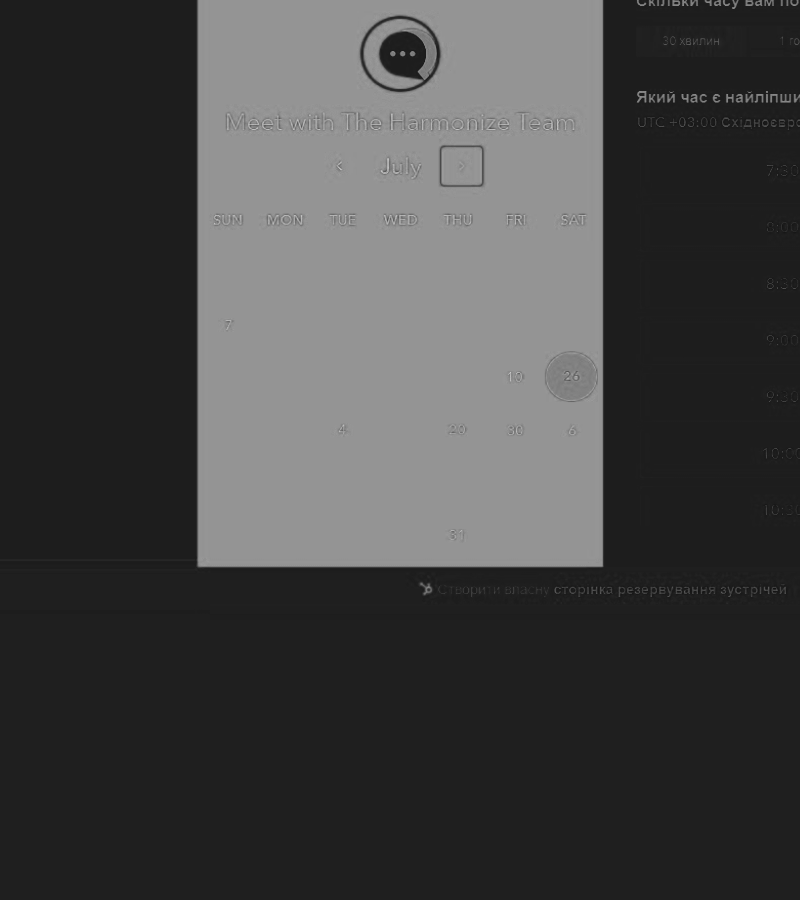 Скільки часу вам по
30 хвилин
1 го
Meet with The Harmonize Team
Який час є найліпши
UTC +03:00 Східноєвро
July
7:30
SUN MON TUE WED THU FRI SAT
8:00
8:30
7
9:00
26
9:30
4 30 6
10:00
10:30
31
Створити власну сторінка резервування зустрічей